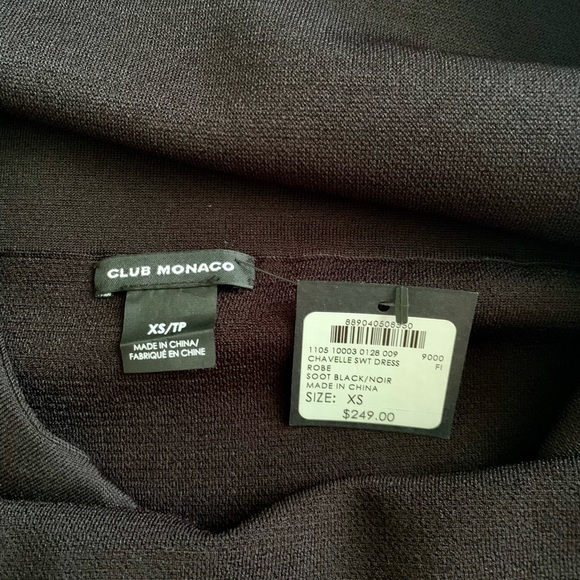 CLUB MONACO
XS/TP
MADE IN CHINA/
FABRIQUÉ EN CHINE
889040508350
1105 10003 0128 009 9000
CHAVELLE SWT DRESS FI
ROBE
SOOT BLACK/NOIR
MADE IN CHINA
SIZE: XS
$249.00